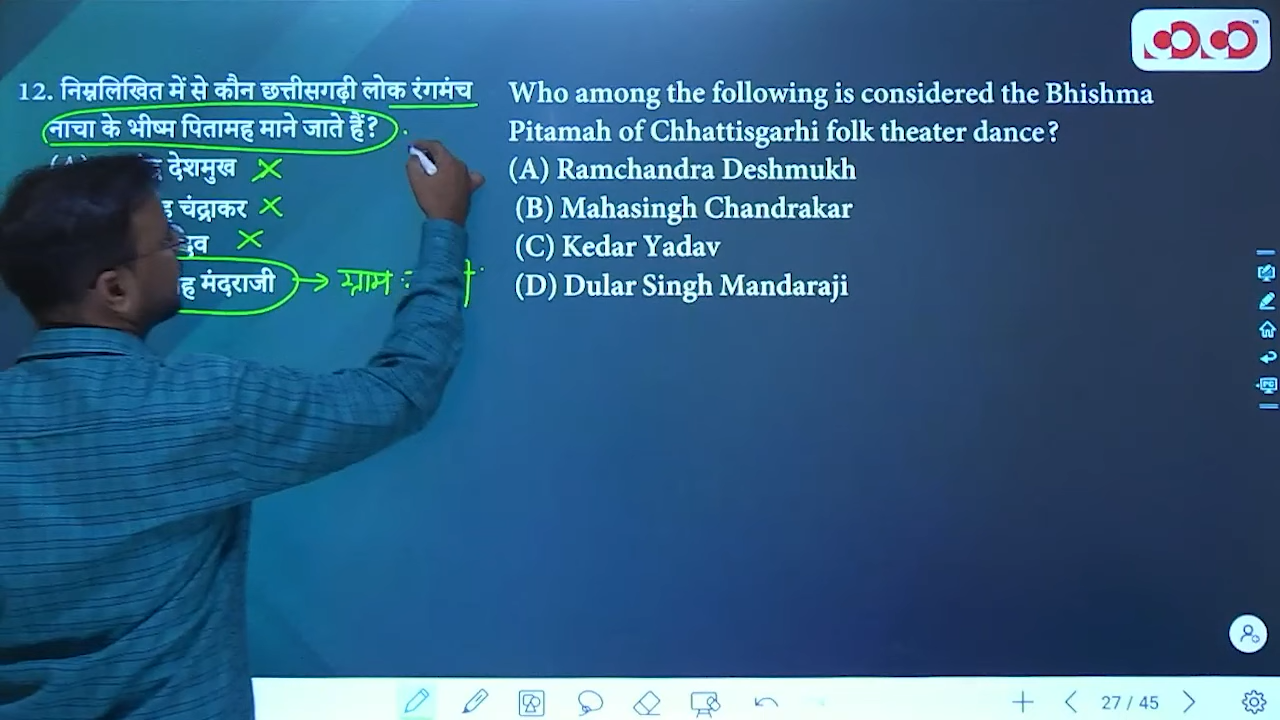 12. निम्नलिखित में से कौन छत्तीसगढ़ी लोक रंगमंच
नाचा के भीष्म पितामह माने जाते हैं?
देशमुख
चंद्राकर
मंदराजी
ग्राम
Who among the following is considered the Bhishma
Pitamah of Chhattisgarhi folk theater dance?
(A) Ramchandra Deshmukh
(B) Mahasingh Chandrakar
(C) Kedar Yadav
(D) Dular Singh Mandaraji
27 / 45